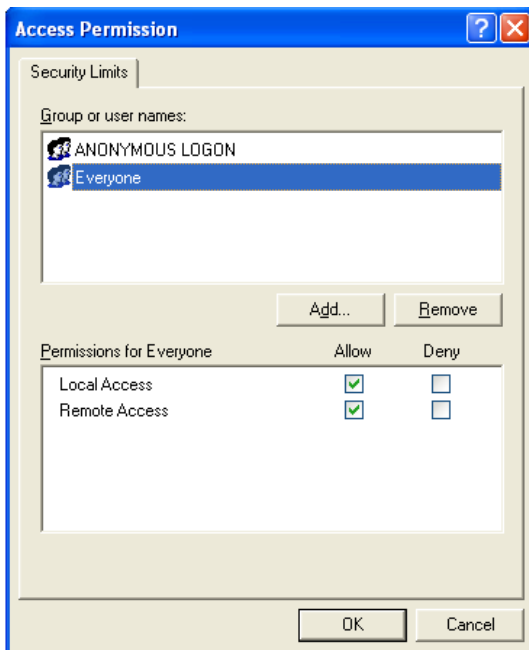 Access Permission
Security Limits
Group or user names:
ANONYMOUS LOGON
Everyone
Add... Remove
Permissions for Everyone Allow Deny
Local Access
Remote Access
OK Cancel